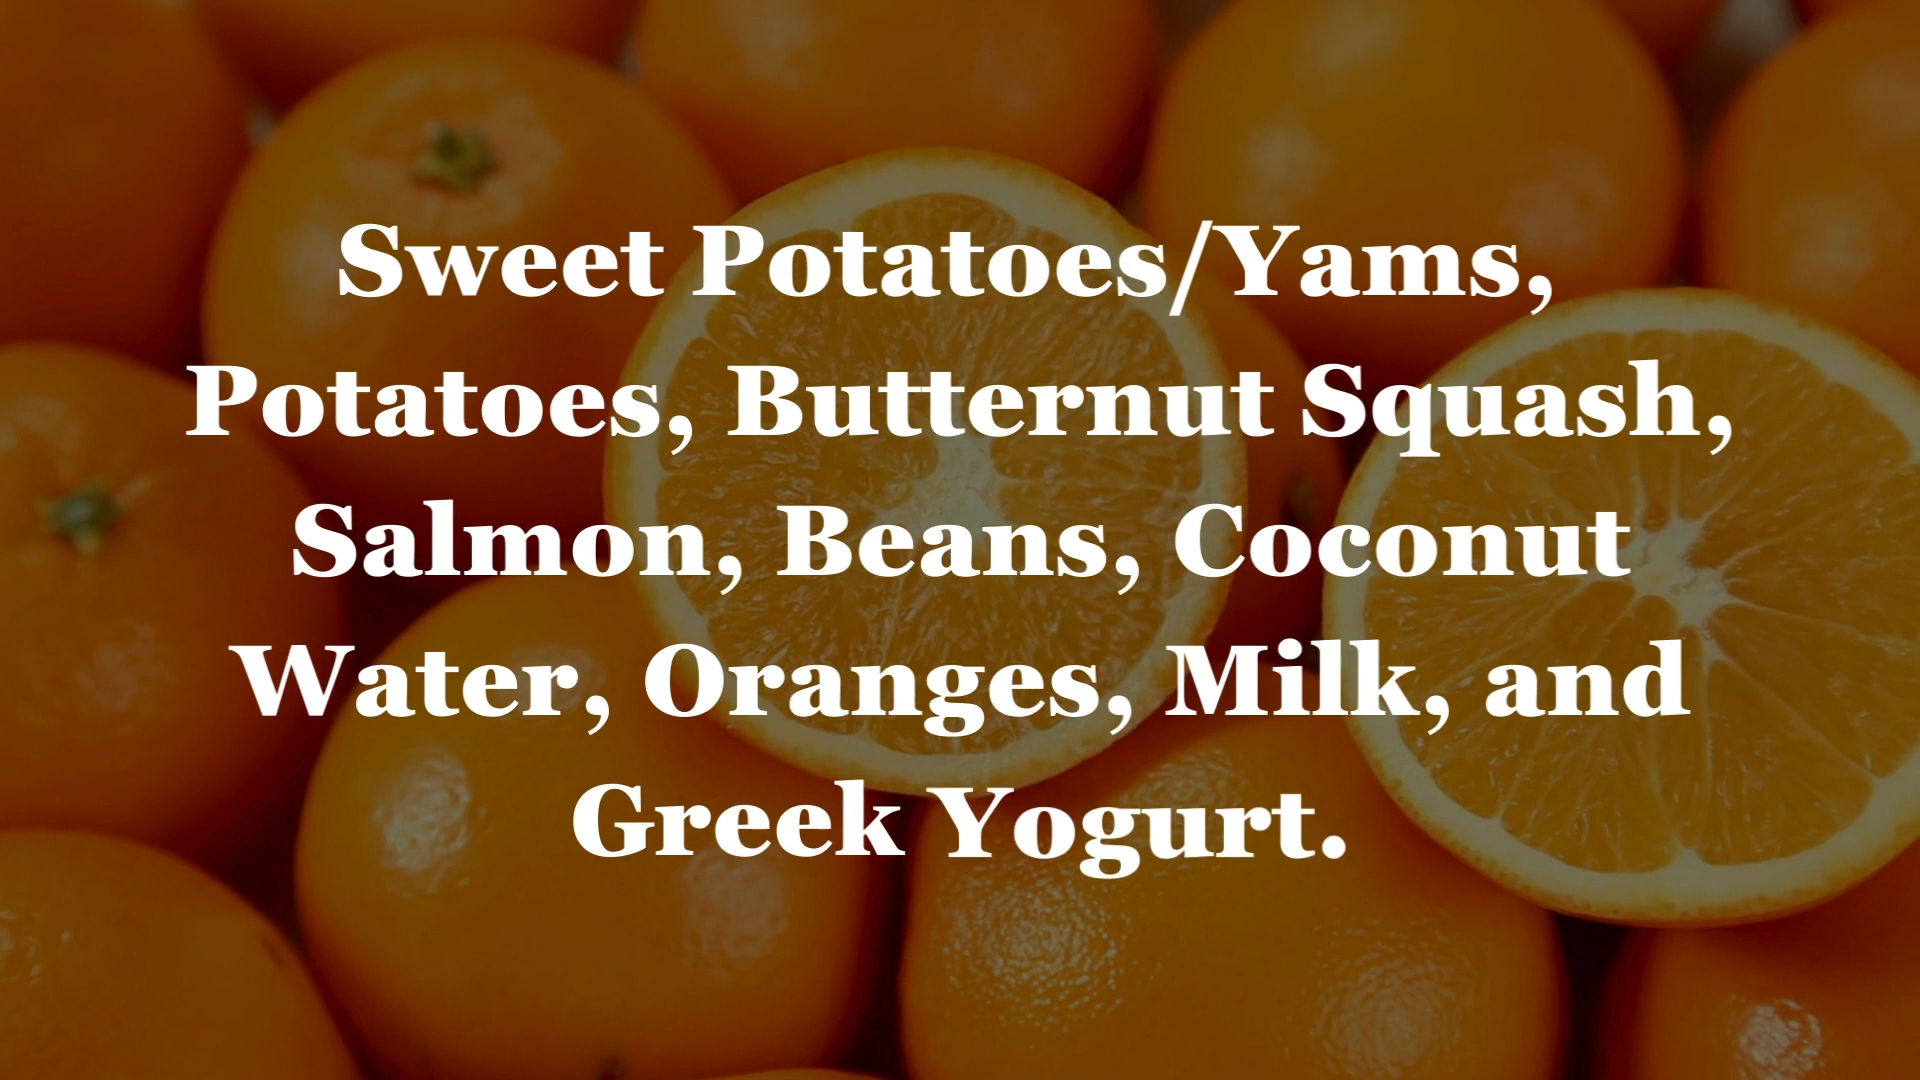 Sweet Potatoes/Yams,
Potatoes, Butternut Squash,
Salmon, Beans, Coconut
Water, Oranges, Milk, and
Greek Yogurt.